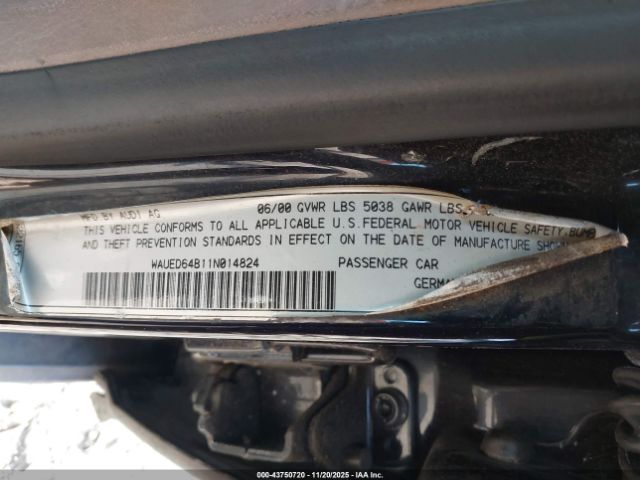 MFD BY AUDI AG 06/00 GVWR LBS 5038 GAWR LBS
THIS VEHICLE CONFORMS TO ALL APPLICABLE U.S.FEDERAL MOTOR VEHICLE SAFETY,BUMP
AND THEFT PREVENTION STANDARDS IN EFFECT ON THE DATE OF MANUFACTURE SHOWN
WAUED64B11N014824 PASSENGER CAR
GERMA
000-43750720 - 11/20/2025 - IAA Inc.